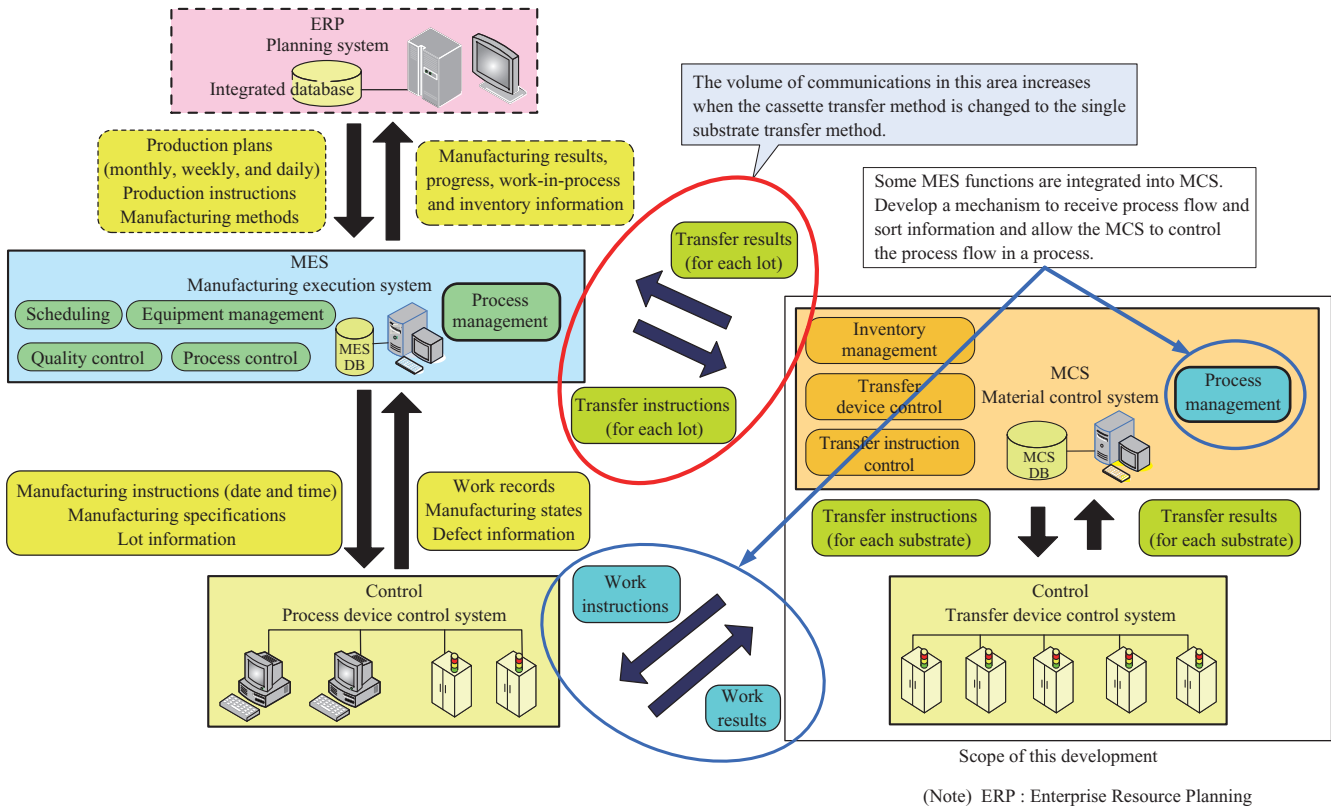 ERP
Planning system
Integrated database
The volume of communications in this area increases
when the cassette transfer method is changed to the single
substrate transfer method.
Production plans
(monthly, weekly, and daily)
Production instructions
Manufacturing methods
Manufacturing results,
progress, work-in-process
and inventory information
Some MES functions are integrated into MCS.
Develop a mechanism to receive process flow and
sort information and allow the MCS to control
the process flow in a process.
Transfer results
(for each lot)
MES
Manufacturing execution system
Scheduling
Equipment management
Process
management
Quality control
Process control
MES
DB
Transfer instructions
(for each lot)
Inventory
management
Transfer
device control
Transfer instruction
control
MCS
Material control system
MCS
DB
Process
management
Manufacturing instructions (date and time)
Manufacturing specifications
Lot information
Work records
Manufacturing states
Defect information
Transfer instructions
(for each substrate)
Transfer results
(for each substrate)
Control
Process device control system
Work
instructions
Work
results
Control
Transfer device control system
Scope of this development
(Note) ERP : Enterprise Resource Planning